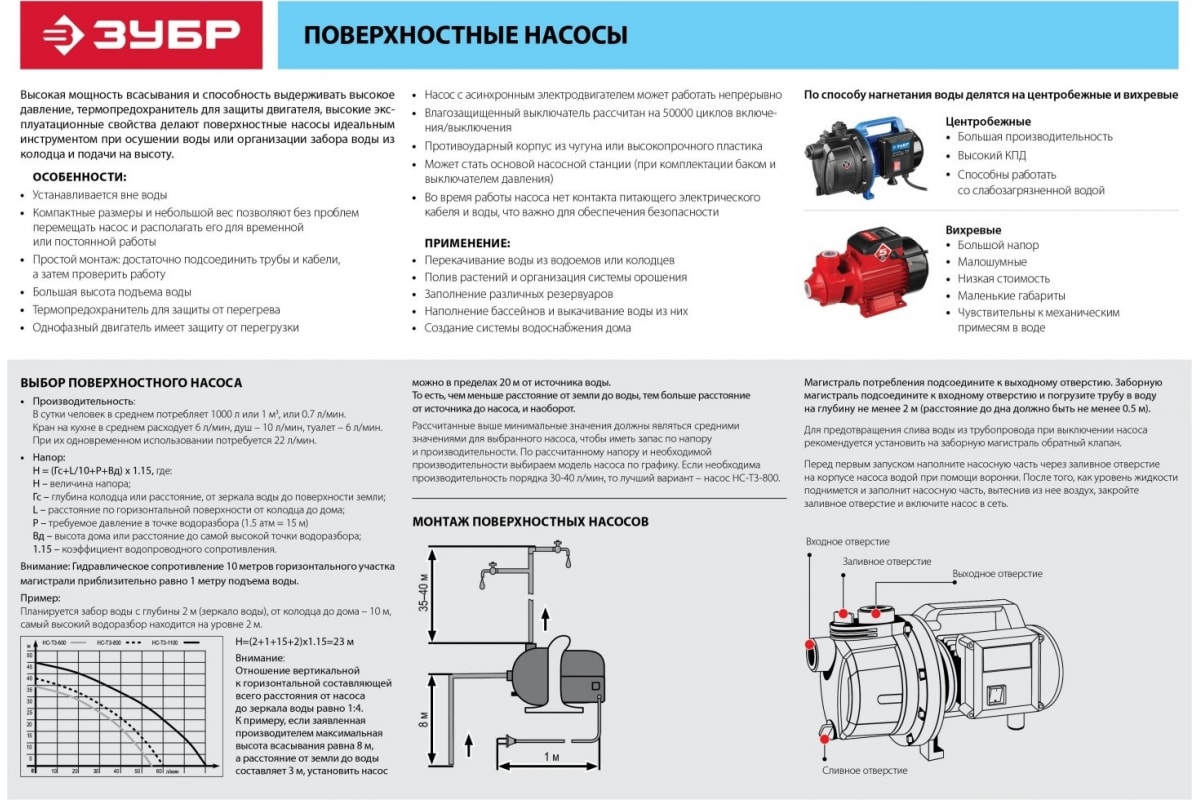 ЗУБР
ПОВЕРХНОСТНЫЕ НАСОСЫ
Высокая мощность всасывания и способность выдерживать высокое
давление, термопредохранитель для защиты двигателя, высокие экс-
плуатационные свойства делают поверхностные насосы идеальным
инструментом при осушении воды или организации забора воды из
колодца и подачи на высоту.
ОСОБЕННОСТИ:
• Устанавливается вне воды
• Компактные размеры и небольшой вес позволяют без проблем
перемещать насос и располагать его для временной
или постоянной работы
• Простой монтаж: достаточно подсоединить трубы и кабели,
а затем проверить работу
• Большая высота подъема воды
• Термопредохранитель для защиты от перегрева
• Однофазный двигатель имеет защиту от перегрузки
• Насос с асинхронным электродвигателем может работать непрерывно
• Влагозащищенный выключатель рассчитан на 50000 циклов включе-
ния/выключения
• Противоударный корпус из чугуна или высокопрочного пластика
• Может стать основой насосной станции (при комплектации баком и
выключателем давления)
• Во время работы насоса нет контакта питающего электрического
кабеля и воды, что важно для обеспечения безопасности
ПРИМЕНЕНИЕ:
• Перекачивание воды из водоемов или колодцев
• Полив растений и организация системы орошения
• Заполнение различных резервуаров
• Наполнение бассейнов и выкачивание воды из них
• Создание системы водоснабжения дома
По способу нагнетания воды делятся на центробежные и вихревые
ЗУБР
Центробежные
• Большая производительность
• Высокий КПД
• Способны работать
со слабозагрязненной водой
Вихревые
• Большой напор
• Малошумные
• Низкая стоимость
• Маленькие габариты
• Чувствительны к механическим
примесям в воде
ВЫБОР ПОВЕРХНОСТНОГО НАСОСА
• Производительность:
В сутки человек в среднем потребляет 1000 л или 1 м³, или 0.7 л/мин.
Кран на кухне в среднем расходует 6 л/мин, душ – 10 л/мин, туалет – 6 л/мин.
При их одновременном использовании потребуется 22 л/мин.
• Напор:
Н = (Гс+L/10+P+Вд) x 1.15, где:
Н – величина напора;
Гс – глубина колодца или расстояние, от зеркала воды до поверхности земли;
L – расстояние по горизонтальной поверхности от колодца до дома;
P – требуемое давление в точке водоразбора (1.5 атм = 15 м)
Вд – высота дома или расстояние до самой высокой точки водоразбора;
1.15 – коэффициент водопроводного сопротивления.
Внимание: Гидравлическое сопротивление 10 метров горизонтального участка
магистрали приблизительно равно 1 метру подъема воды.
Пример:
Планируется забор воды с глубины 2 м (зеркало воды), от колодца до дома – 10 м,
самый высокий водоразбор находится на уровне 2 м.
НС-Т3-600 НС-Т3-800 НС-Т3-1100
м
50
45
40
35
30
25
20
15
10
5
0 10 20 30 40 50 60 л/мин
H=(2+1+15+2)x1.15=23 м
Внимание:
Отношение вертикальной
к горизонтальной составляющей
всего расстояния от насоса
до зеркала воды равно 1:4.
К примеру, если заявленная
производителем максимальная
высота всасывания равна 8 м,
а расстояние от земли до воды
составляет 3 м, установить насос
можно в пределах 20 м от источника воды.
То есть, чем меньше расстояние от земли до воды, тем больше расстояние
от источника до насоса, и наоборот.
Рассчитанные выше минимальные значения должны являться средними
значениями для выбранного насоса, чтобы иметь запас по напору
и производительности. По рассчитанному напору и необходимой
производительности выбираем модель насоса по графику. Если необходима
производительность порядка 30-40 л/мин, то лучший вариант – насос НС-Т3-800.
МОНТАЖ ПОВЕРХНОСТНЫХ НАСОСОВ
35-40 м
8 м
1 м
Магистраль потребления подсоедините к выходному отверстию. Заборную
магистраль подсоедините к входному отверстию и погрузите трубу в воду
на глубину не менее 2 м (расстояние до дна должно быть не менее 0.5 м).
Для предотвращения слива воды из трубопровода при выключении насоса
рекомендуется установить на заборную магистраль обратный клапан.
Перед первым запуском наполните насосную часть через заливное отверстие
на корпусе насоса водой при помощи воронки. После того, как уровень жидкости
поднимется и заполнит насосную часть, вытеснив из нее воздух, закройте
заливное отверстие и включите насос в сеть.
Входное отверстие
Заливное отверстие
Выходное отверстие
Сливное отверстие